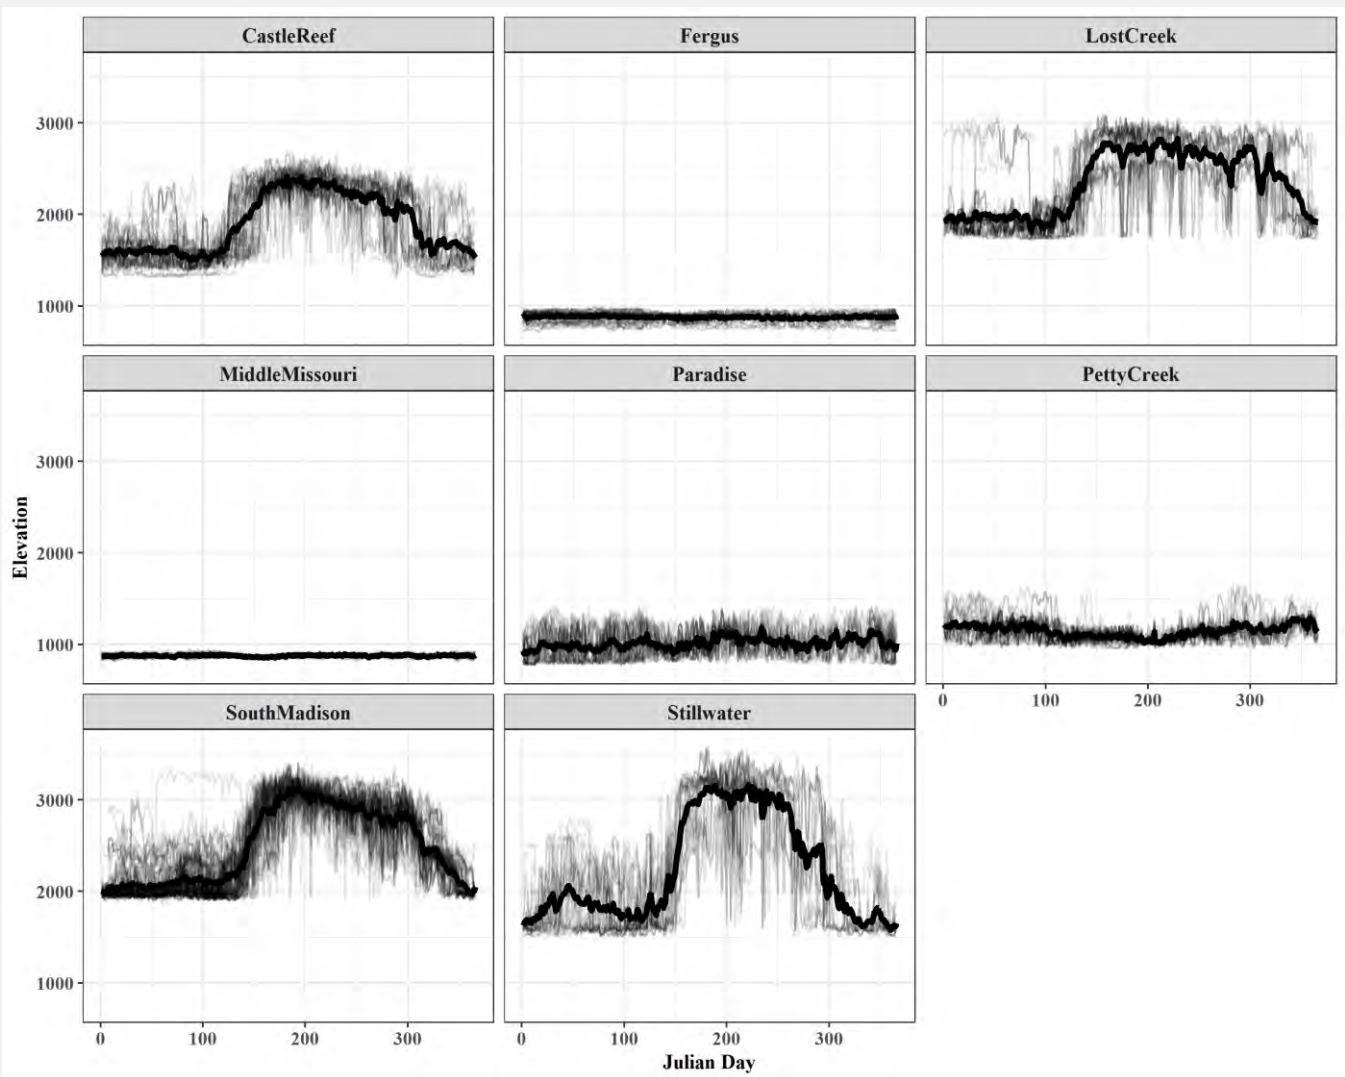 CastleReef Fergus LostCreek
3000
2000
1000
MiddleMissouri Paradise PettyCreek
3000
2000
1000
0 100 200 300
Elevation
SouthMadison Stillwater
3000
2000
1000
0 100 200 300 0 100 200 300
Julian Day